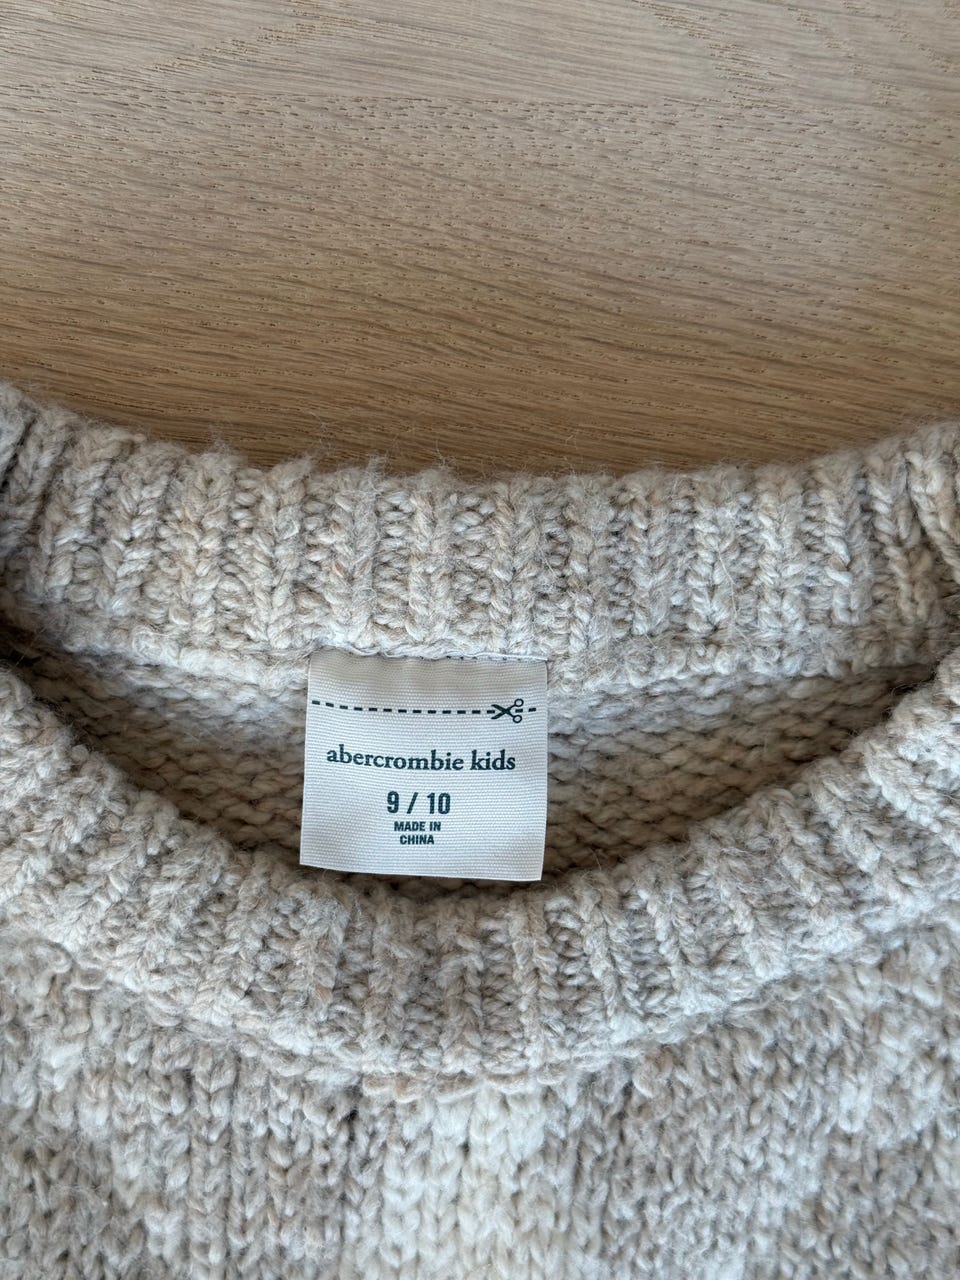 abercrombie kids
9 / 10
MADE IN
CHINA